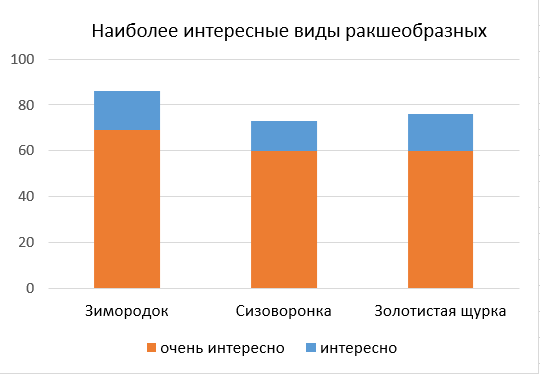 Наиболее интересные виды ракшеобразных
100
80
60
40
20
0
Зимородок Сизоворонка Золотистая щурка
очень интересно интересно